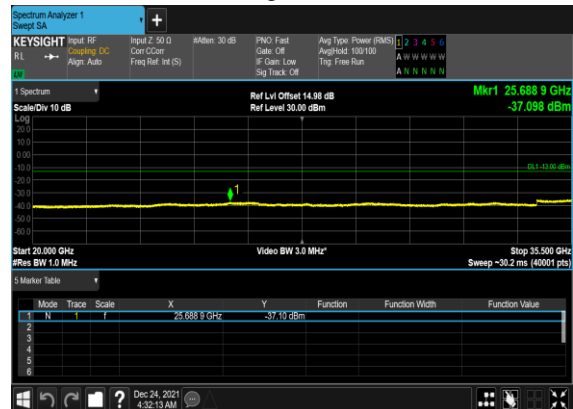 Spectrum Analyzer 1
Swept SA
+
KEYSIGHT Input: RF Input Z: 50 Ω #Atten: 30 dB PNO: Fast Avg Type: Power (RMS) 1 2 3 4 5 6
RL Coupling: DC Corr CCorr Gate: Off Avg|Hold: 100/100 A W W W W W
Align: Auto Freq Ref: Int (S) IF Gain: Low Trig: Free Run
LW Sig Track: Off A N N N N N
1 Spectrum Ref Lvl Offset 14.98 dB Mkr1 25.688 9 GHz
Scale/Div 10 dB Ref Level 30.00 dBm -37.098 dBm
Log
20.0
10.0
0.00
-10.0 DL1 -13.00 dBm
-20.0
-30.0 1
-40.0
-50.0
-60.0
Start 20.000 GHz Video BW 3.0 MHz* Stop 35.500 GHz
#Res BW 1.0 MHz Sweep ~30.2 ms (40001 pts)
5 Marker Table
Mode Trace Scale X Y Function Function Width Function Value
1 N 1 f 25.688 9 GHz -37.10 dBm
2
3
4
5
6
? Dec 24, 2021
4:32:13 AM